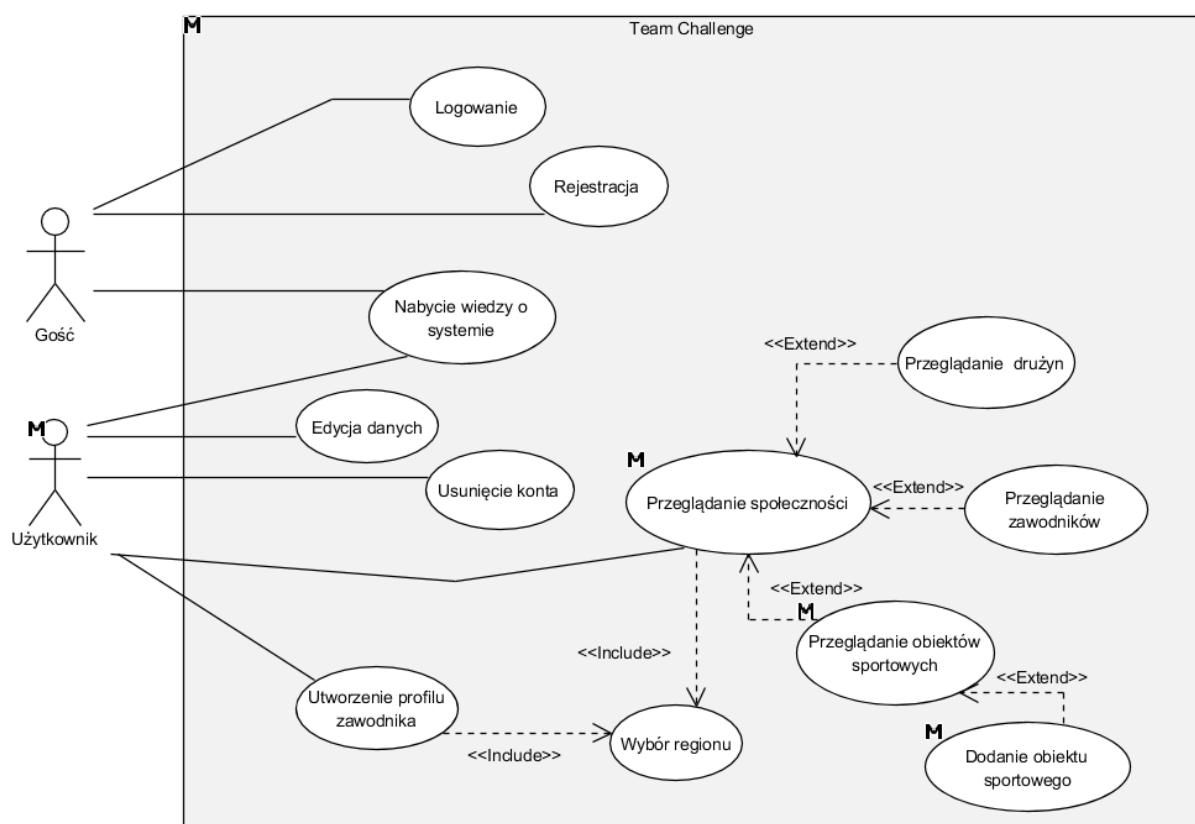 M
Team Challenge
Logowanie
Rejestracja
Gość
Nabycie wiedzy o
systemie
<<Extend>>
Przeglądanie drużyn
M
Edycja danych
Użytkownik
Usunięcie konta
M
Przeglądanie społeczności
<<Extend>>
Przeglądanie
zawodników
<<Extend>>
M
Przeglądanie obiektów
sportowych
<<Include>>
<<Extend>>
Utworzenie profilu
zawodnika
<<Include>>
Wybór regionu
M
Dodanie obiektu
sportowego